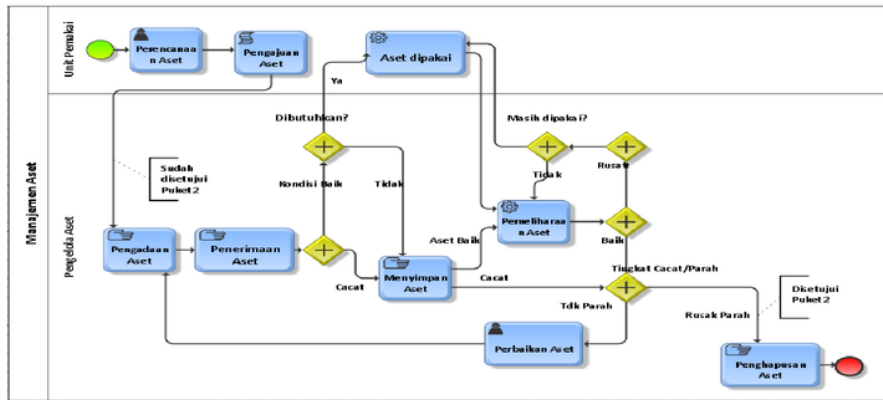 Manajemen Aset
Unit Pemakai
Perencanaa
n Aset
Pengajuan
Aset
Aset dipakai
Ya
Pengelola Aset
Dibutuhkan?
Masih dipakai?
Sudah
disetujui
Puket 2
Kondisi Baik
Tidak
Tidak
Rusak
Pengadaan
Aset
Penerimaan
Aset
Cacat
Menyimpan
Aset
Aset Baik
Cacat
Pemeliharaa
n Aset
Baik
Tingkat Cacat/Parah
Tdk Parah
Rusak Parah
Disetujui
Puket 2
Perbaikan Aset
Penghapusan
Aset